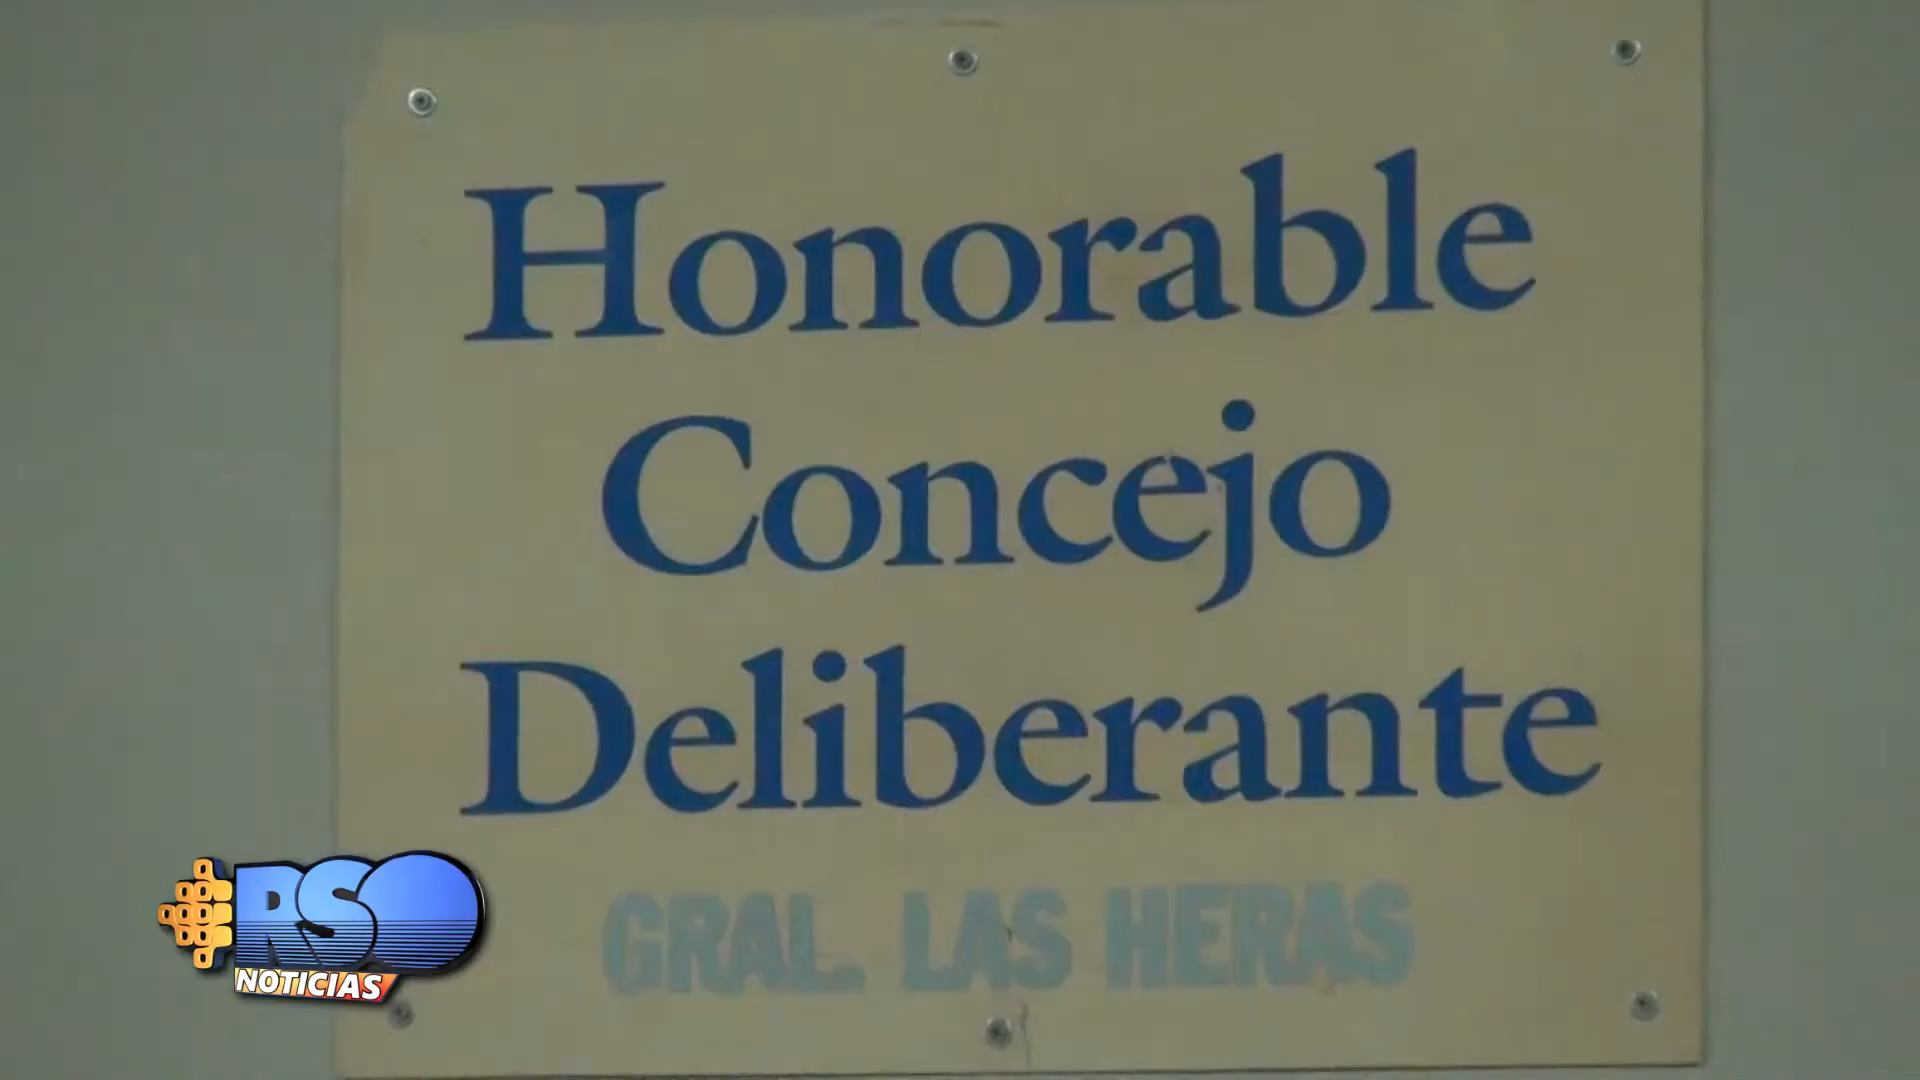 Honorable
Concejo
Deliberante
GRAL. LAS HERAS
RSO
NOTICIAS